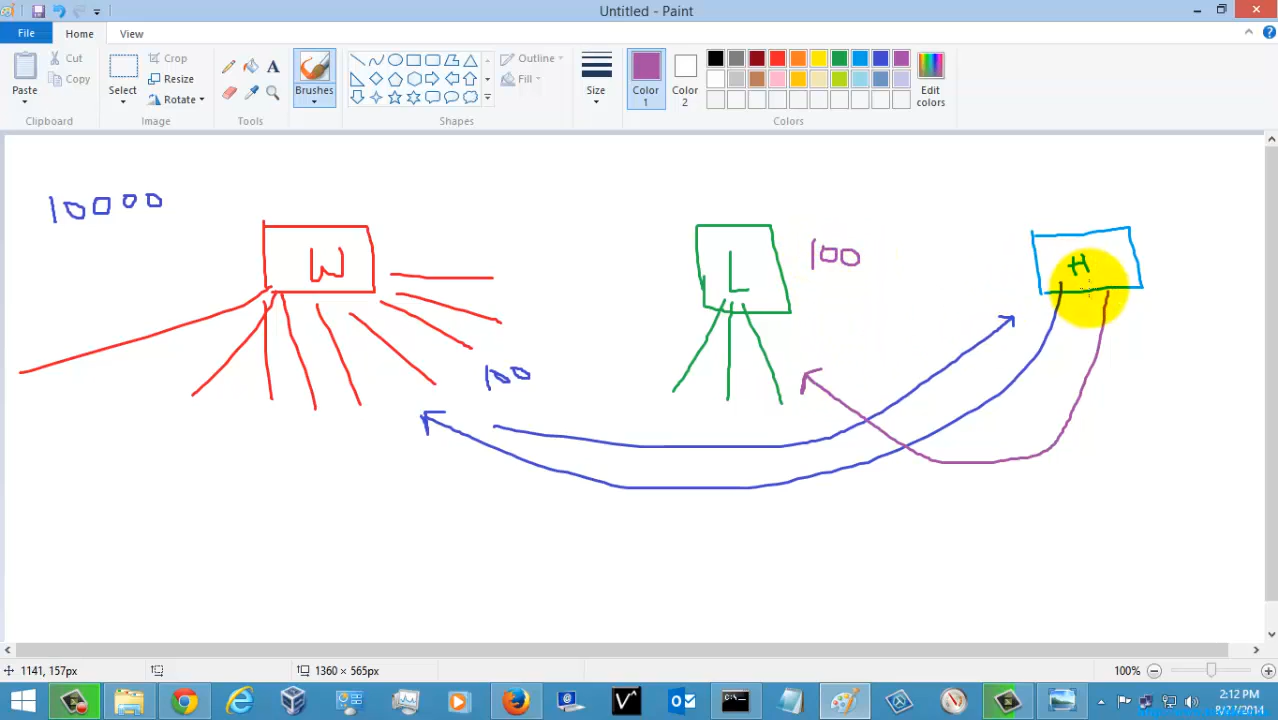 Untitled - Paint
File Home View
Paste
Cut
Copy
Clipboard
Select
Crop
Resize
Rotate
Image
Tools
Brushes
Shapes
Outline
Fill
Size
Color 1
Color 2
Edit colors
Colors
10000
W
L
100
H
100
1141, 157px
1360 × 565px
100%
2:12 PM